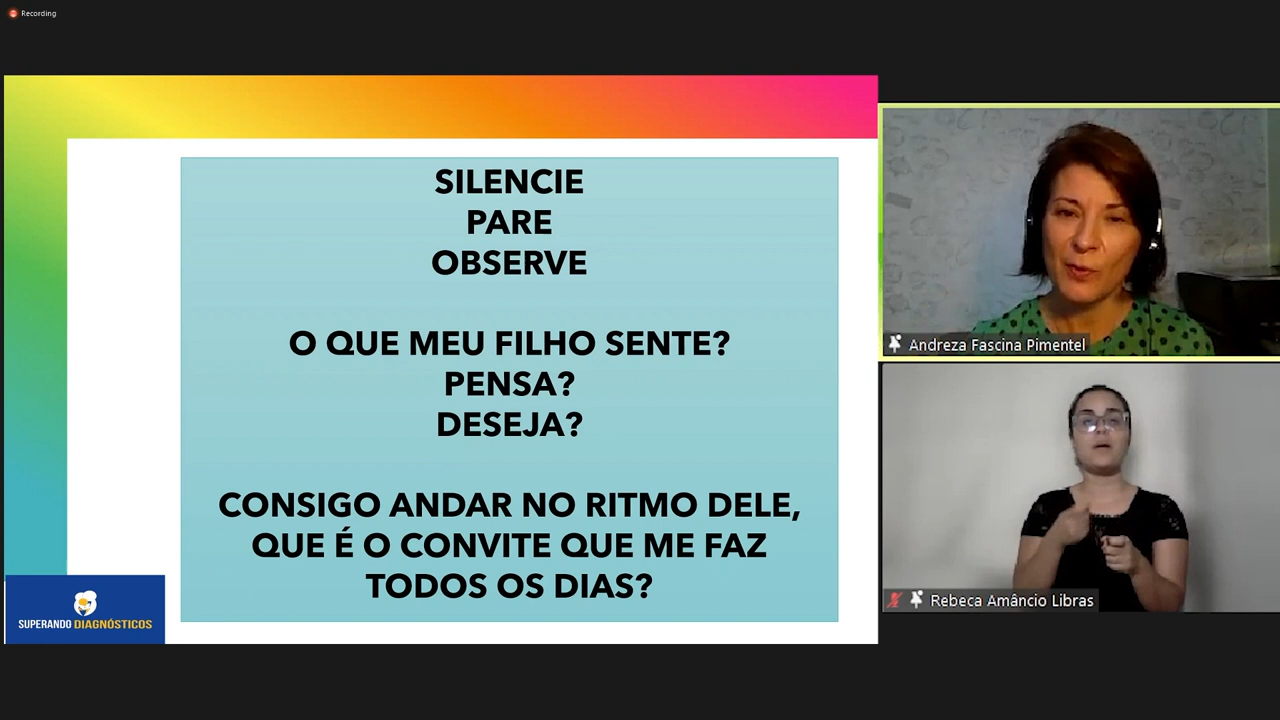 Recording
SILENCIE
PARE
OBSERVE
O QUE MEU FILHO SENTE?
PENSA?
DESEJA?
CONSIGO ANDAR NO RITMO DELE,
QUE É O CONVITE QUE ME FAZ
TODOS OS DIAS?
SUPERANDO DIAGNÓSTICOS
Andreza Fascina Pimentel
Rebeca Amâncio Libras